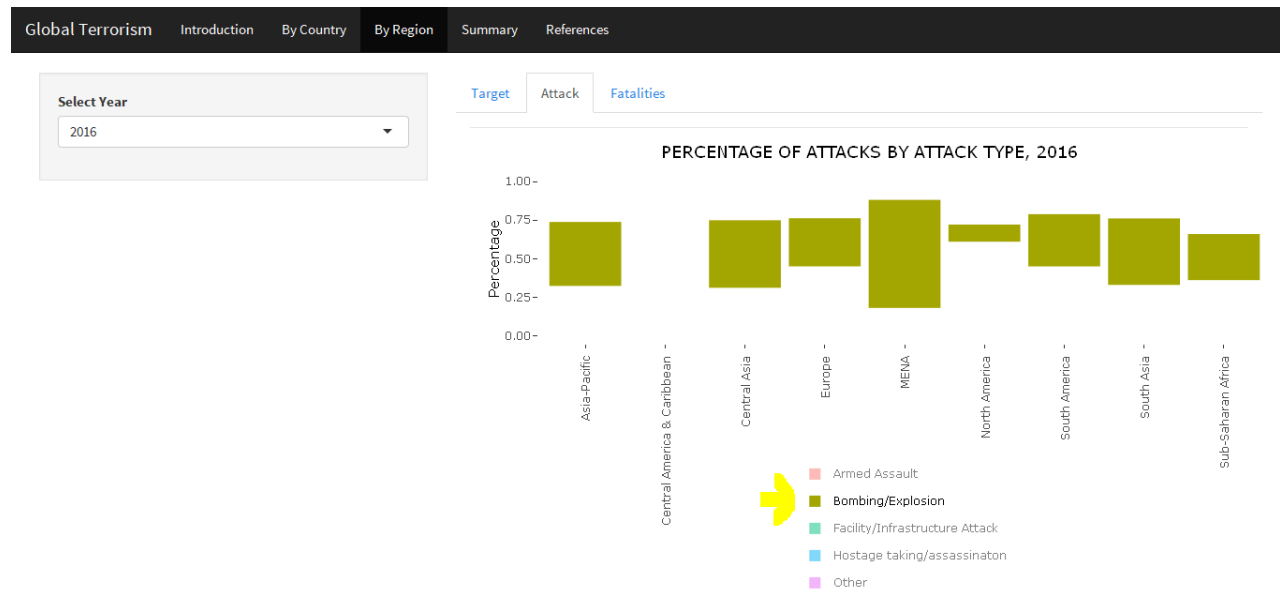 Global Terrorism Introduction By Country By Region Summary References
Select Year
2016
Target Attack Fatalities
PERCENTAGE OF ATTACKS BY ATTACK TYPE, 2016
Percentage
1.00
0.75
0.50
0.25
0.00
Asia-Pacific
Central America & Caribbean
Central Asia
Europe
MENA
North America
South America
South Asia
Sub-Saharan Africa
Armed Assault
Bombing/Explosion
Facility/Infrastructure Attack
Hostage taking/assassinaton
Other